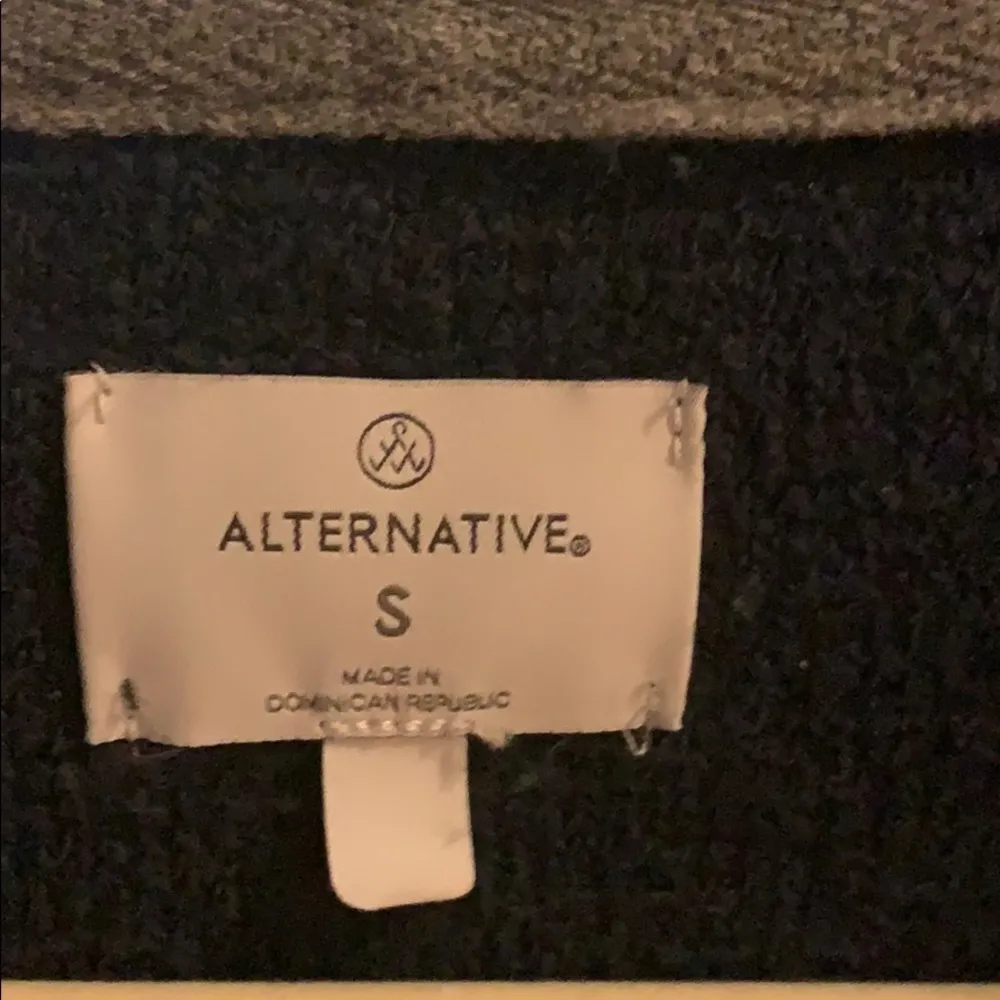 ALTERNATIVE®
S
MADE IN
DOMINICAN REPUBLIC